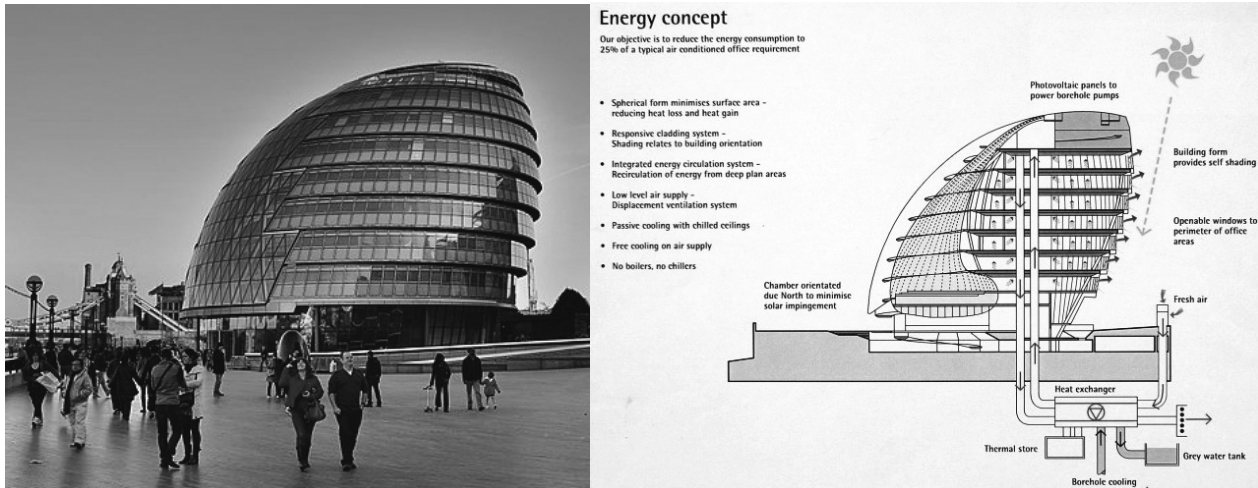 Energy concept
Our objective is to reduce the energy consumption to
25% of a typical air conditioned office requirement
• Spherical form minimises surface area -
reducing heat loss and heat gain
• Responsive cladding system -
Shading relates to building orientation
• Integrated energy circulation system -
Recirculation of energy from deep plan areas
• Low level air supply -
Displacement ventilation system
• Passive cooling with chilled ceilings
• Free cooling on air supply
• No boilers, no chillers
Photovoltaic panels to
power borehole pumps
Building form
provides self shading
Openable windows to
perimeter of office
areas
Chamber orientated
due North to minimise
solar impingement
Fresh air
Heat exchanger
Thermal store
Grey water tank
Borehole cooling